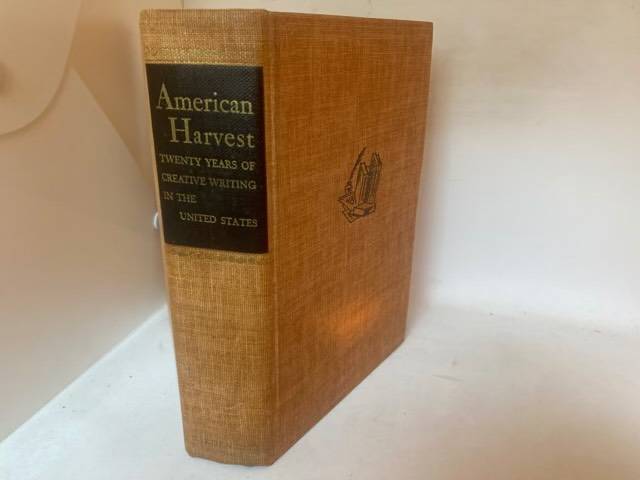 American
Harvest
TWENTY YEARS OF
CREATIVE WRITING
IN THE
UNITED STATES